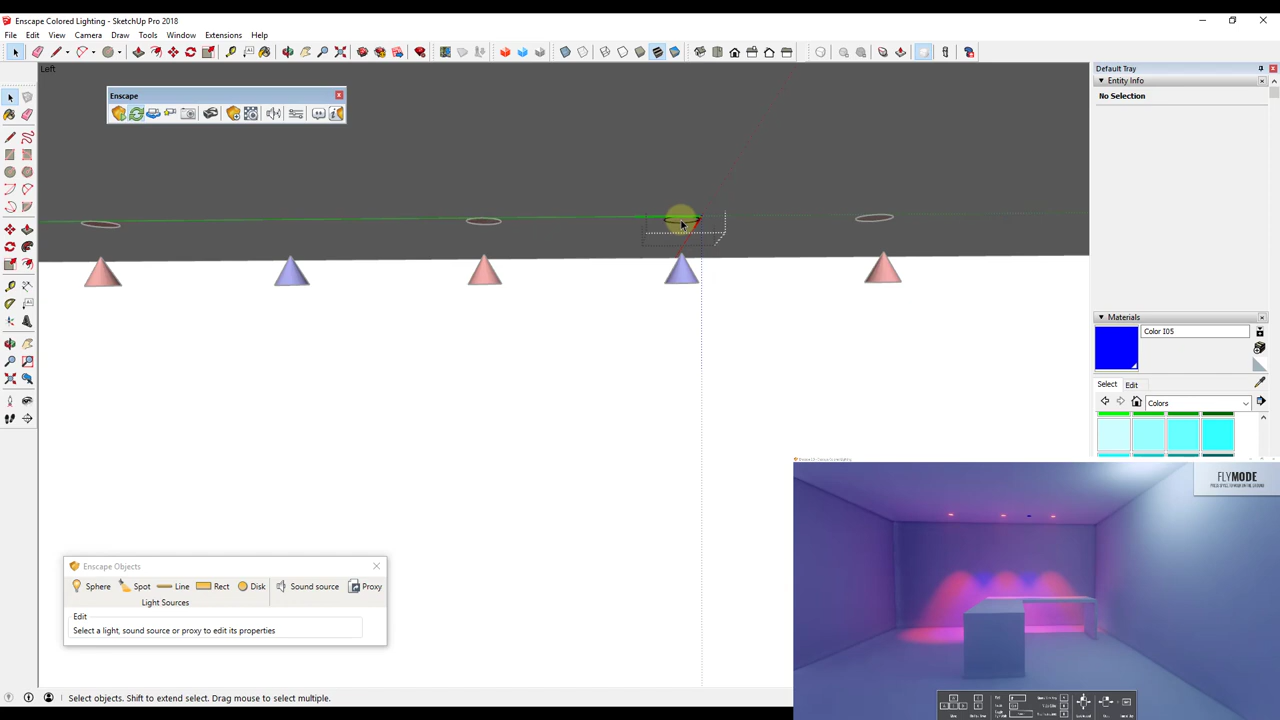 Enscape Colored Lighting - SketchUp Pro 2018
File Edit View Camera Draw Tools Window Extensions Help
Left
Enscape
Default Tray
Entity Info
No Selection
Materials
Color I05
Select Edit
Colors
FLYMODE
Enscape Objects
Sphere Spot Line Rect Disk Sound source Proxy
Light Sources
Edit
Select a light, sound source or proxy to edit its properties
Select objects. Shift to extend select. Drag mouse to select multiple.